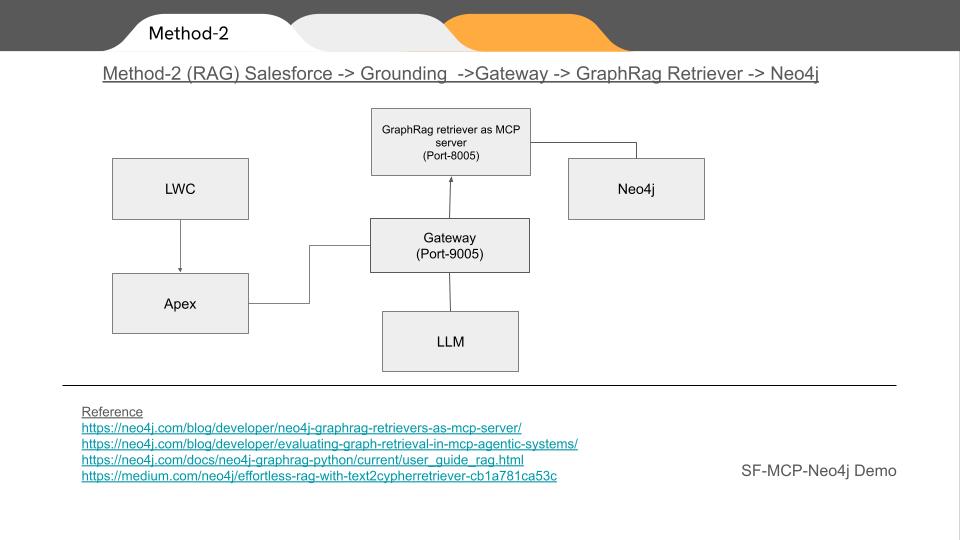 Method-2
Method-2 (RAG) Salesforce -> Grounding  ->Gateway -> GraphRag Retriever -> Neo4j
GraphRag retriever as MCP
server
(Port-8005)
LWC
Neo4j
Gateway
(Port-9005)
Apex
LLM
Reference
https://neo4j.com/blog/developer/neo4j-graphrag-retrievers-as-mcp-server/
https://neo4j.com/blog/developer/evaluating-graph-retrieval-in-mcp-agentic-systems/
https://neo4j.com/docs/neo4j-graphrag-python/current/user_guide_rag.html
https://medium.com/neo4j/effortless-rag-with-text2cypherretriever-cb1a781ca53c
SF-MCP-Neo4j Demo